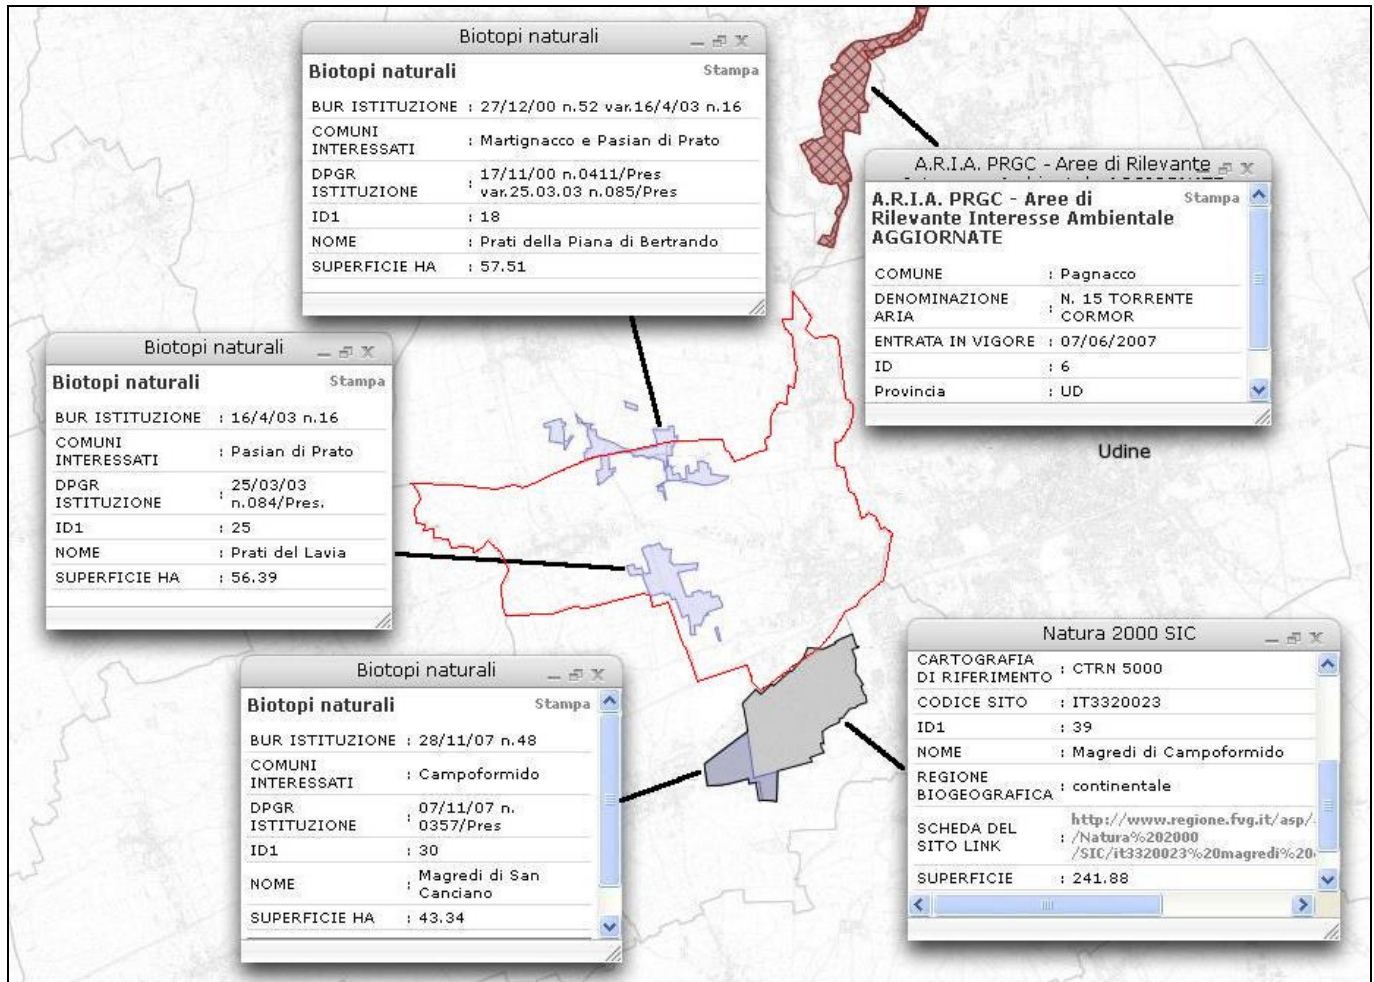 Biotopi naturali
Biotopi naturali Stampa
BUR ISTITUZIONE : 27/12/00 n.52 var.16/4/03 n.16
COMUNI
INTERESSATI : Martignacco e Pasian di Prato
DPGR
ISTITUZIONE : 17/11/00 n.0411/Pres
var.25.03.03 n.085/Pres
ID1 : 18
NOME : Prati della Piana di Bertrando
SUPERFICIE HA : 57.51
A.R.I.A. PRGC - Aree di Rilevante
A.R.I.A. PRGC - Aree di Stampa
Rilevante Interesse Ambientale
AGGIORNATE
COMUNE : Pagnacco
DENOMINAZIONE
ARIA : N. 15 TORRENTE
CORMOR
ENTRATA IN VIGORE : 07/06/2007
ID : 6
Provincia : UD
Biotopi naturali
Biotopi naturali Stampa
BUR ISTITUZIONE : 16/4/03 n.16
COMUNI
INTERESSATI : Pasian di Prato
DPGR
ISTITUZIONE : 25/03/03
n.084/Pres.
ID1 : 25
NOME : Prati del Lavia
SUPERFICIE HA : 56.39
Udine
Biotopi naturali
Biotopi naturali Stampa
BUR ISTITUZIONE : 28/11/07 n.48
COMUNI
INTERESSATI : Campoformido
DPGR
ISTITUZIONE : 07/11/07 n.
0357/Pres
ID1 : 30
NOME : Magredi di San
Canciano
SUPERFICIE HA : 43.34
Natura 2000 SIC
CARTOGRAFIA
DI RIFERIMENTO : CTRN 5000
CODICE SITO : IT3320023
ID1 : 39
NOME : Magredi di Campoformido
REGIONE
BIOGEOGRAFICA : continentale
SCHEDA DEL
SITO LINK : http://www.regione.fvg.it/asp/
/Natura%202000
/SIC/it3320023%20magredi%20
SUPERFICIE : 241.88